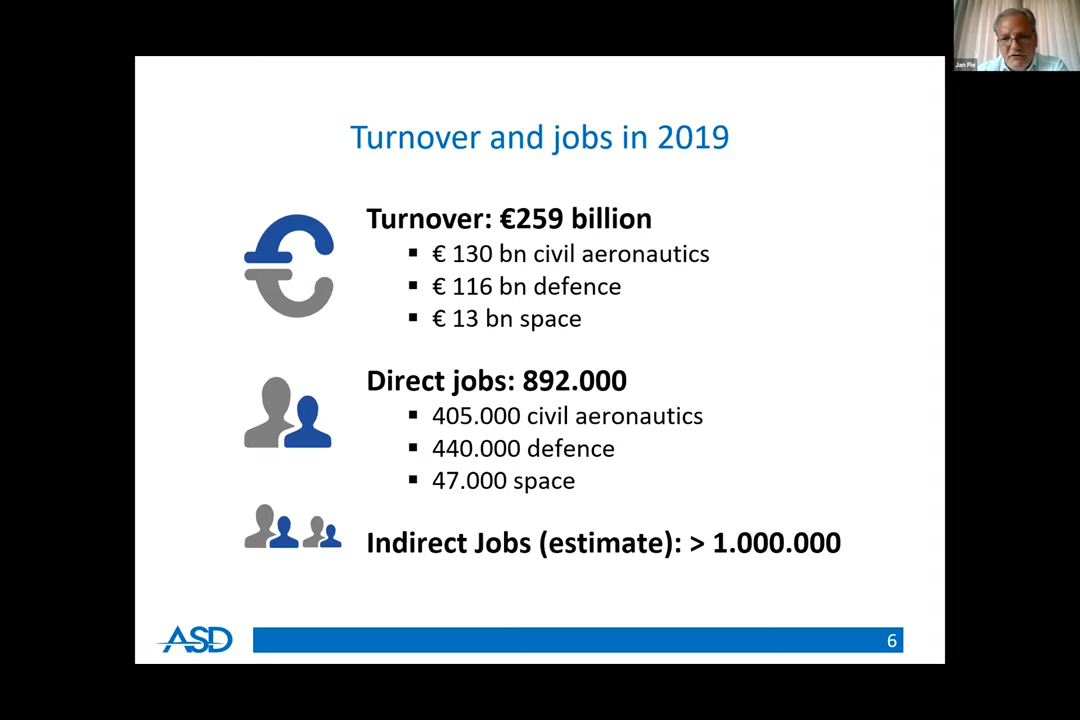 Jan Pie
Turnover and jobs in 2019
Turnover: €259 billion
▪ € 130 bn civil aeronautics
▪ € 116 bn defence
▪ € 13 bn space
Direct jobs: 892.000
▪ 405.000 civil aeronautics
▪ 440.000 defence
▪ 47.000 space
Indirect Jobs (estimate): > 1.000.000
ASD
6